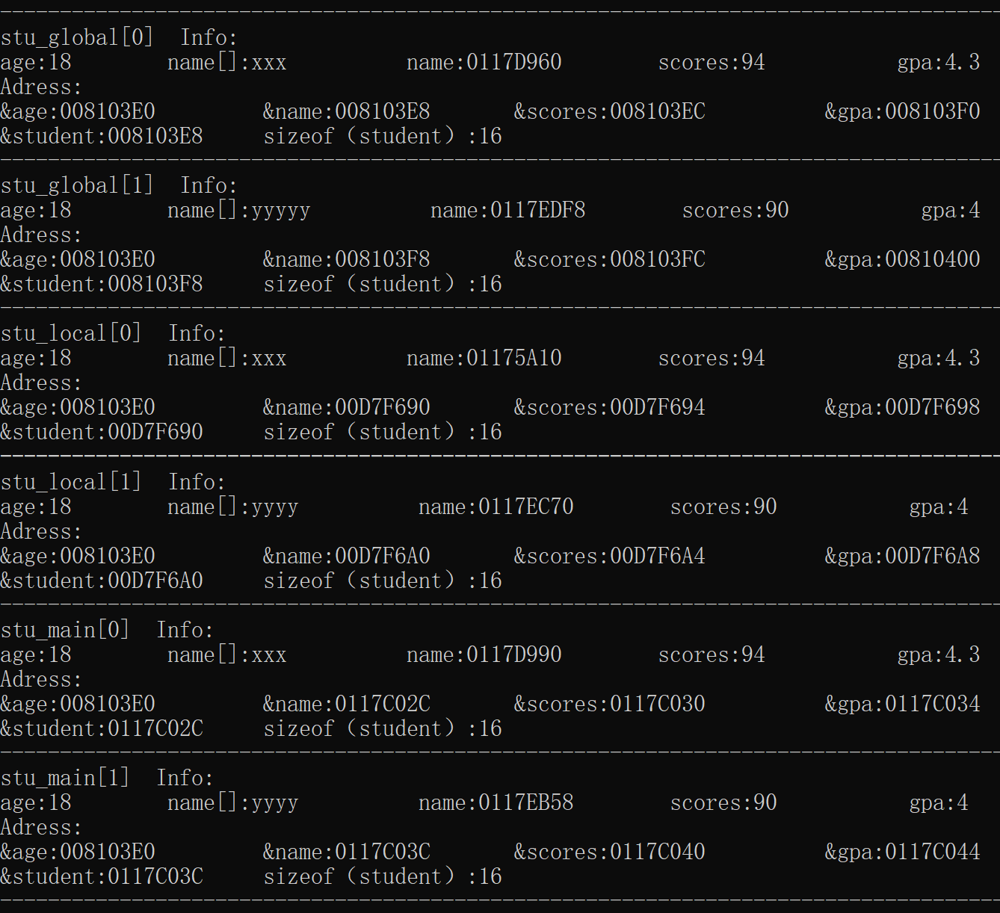 --------------------------------------------------------------------------------
stu_global[0]  Info:
age:18        name[]:xxx          name:0117D960        scores:94           gpa:4.3
Adress:
&age:008103E0         &name:008103E8       &scores:008103EC          &gpa:008103F0
&student:008103E8     sizeof（student）:16
--------------------------------------------------------------------------------
stu_global[1]  Info:
age:18        name[]:yyyyy          name:0117EDF8        scores:90           gpa:4
Adress:
&age:008103E0         &name:008103F8       &scores:008103FC          &gpa:00810400
&student:008103F8     sizeof（student）:16
--------------------------------------------------------------------------------
stu_local[0]  Info:
age:18        name[]:xxx          name:01175A10        scores:94           gpa:4.3
Adress:
&age:008103E0         &name:00D7F690       &scores:00D7F694          &gpa:00D7F698
&student:00D7F690     sizeof（student）:16
--------------------------------------------------------------------------------
stu_local[1]  Info:
age:18        name[]:yyyy          name:0117EC70        scores:90           gpa:4
Adress:
&age:008103E0         &name:00D7F6A0       &scores:00D7F6A4          &gpa:00D7F6A8
&student:00D7F6A0     sizeof（student）:16
--------------------------------------------------------------------------------
stu_main[0]  Info:
age:18        name[]:xxx          name:0117D990        scores:94           gpa:4.3
Adress:
&age:008103E0         &name:0117C02C       &scores:0117C030          &gpa:0117C034
&student:0117C02C     sizeof（student）:16
--------------------------------------------------------------------------------
stu_main[1]  Info:
age:18        name[]:yyyy          name:0117EB58        scores:90           gpa:4
Adress:
&age:008103E0         &name:0117C03C       &scores:0117C040          &gpa:0117C044
&student:0117C03C     sizeof（student）:16
--------------------------------------------------------------------------------